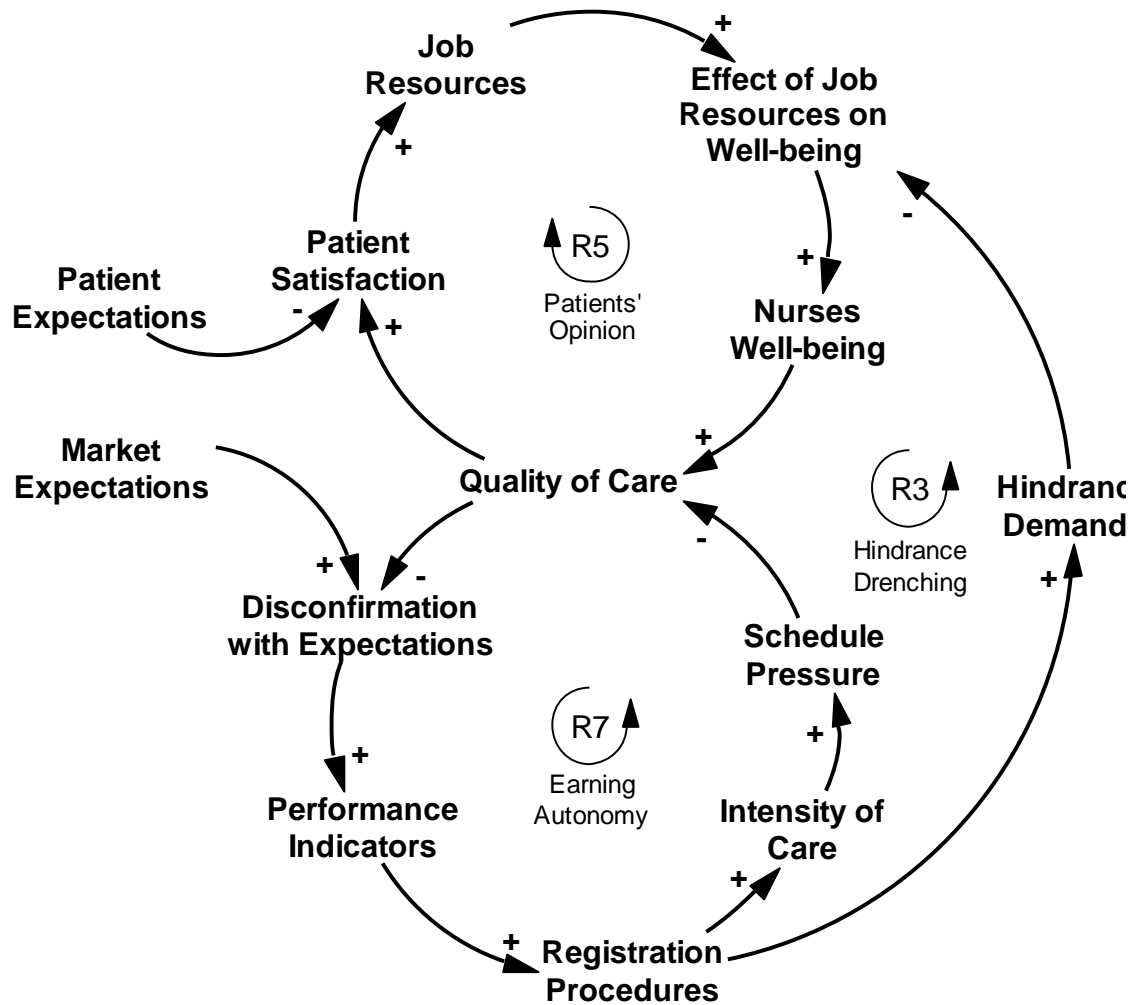 Job
Resources
+
Effect of Job
Resources on
Well-being
+
-
Patient
Satisfaction
R5
Patients'
Opinion
+
Patient
Expectations
-
+
Nurses
Well-being
Market
Expectations
+
Quality of Care
R3
Hindrance
Drenching
Hindranc
Demand
-
+
-
+
Disconfirmation
with Expectations
Schedule
Pressure
R7
Earning
Autonomy
+
+
Performance
Indicators
Intensity of
Care
+
+
Registration
Procedures